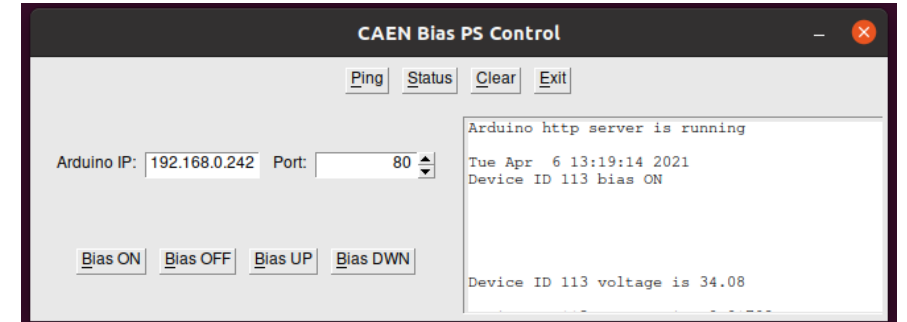 CAEN Bias PS Control
Ping Status Clear Exit
Arduino IP: 192.168.0.242 Port: 80
Bias ON Bias OFF Bias UP Bias DWN
Arduino http server is running
Tue Apr  6 13:19:14 2021
Device ID 113 bias ON
Device ID 113 voltage is 34.08